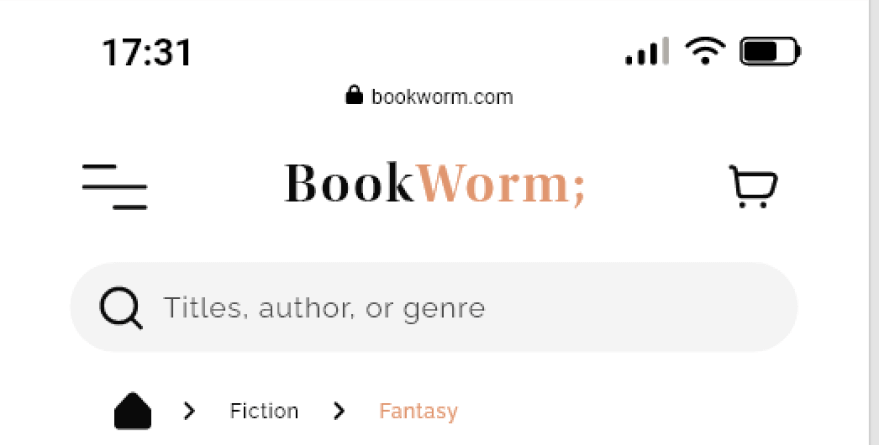 17:31
bookworm.com
BookWorm;
Titles, author, or genre
Fiction Fantasy